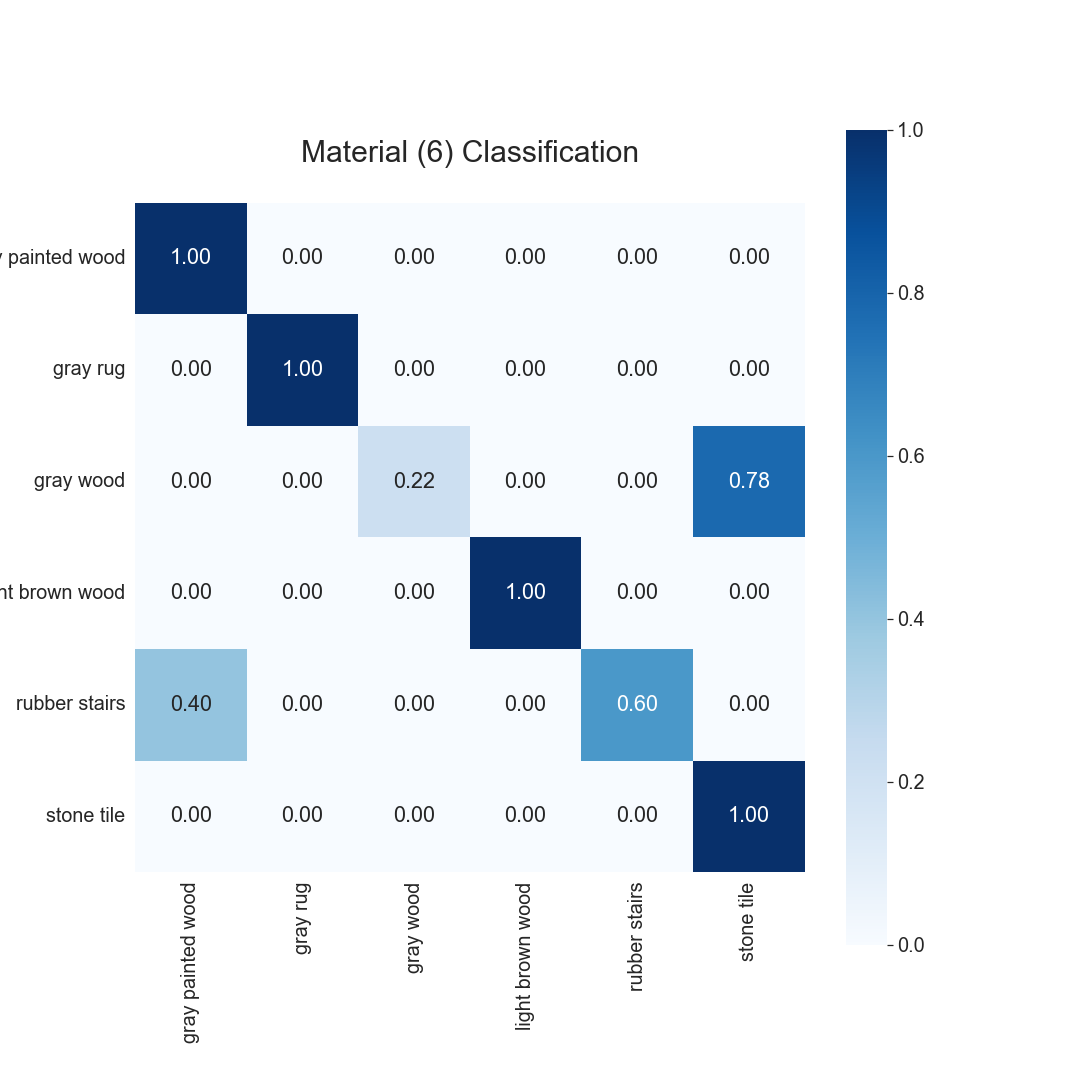 Material (6) Classification
1.0
painted wood 1.00 0.00 0.00 0.00 0.00 0.00
0.8
gray rug 0.00 1.00 0.00 0.00 0.00 0.00
gray wood 0.00 0.00 0.22 0.00 0.00 0.78
0.6
brown wood 0.00 0.00 0.00 1.00 0.00 0.00
0.4
rubber stairs 0.40 0.00 0.00 0.00 0.60 0.00
0.2
stone tile 0.00 0.00 0.00 0.00 0.00 1.00
0.0
gray painted wood
gray rug
gray wood
light brown wood
rubber stairs
stone tile